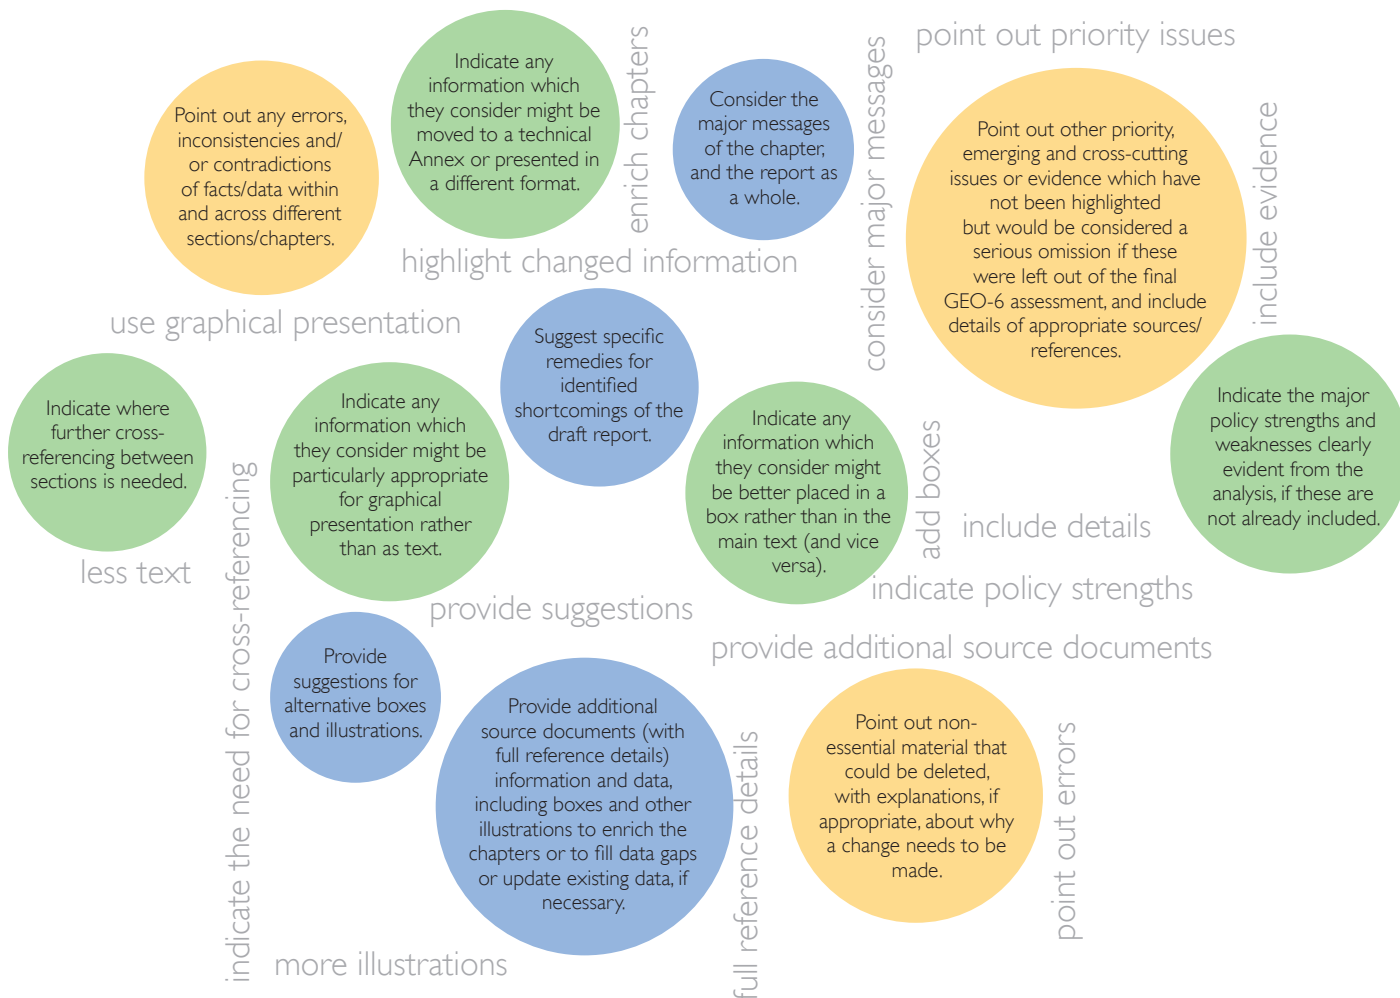 point out priority issues
Indicate any
information which
they consider might be
moved to a technical
Annex or presented in
a different format.
enrich chapters
Consider the
major messages
of the chapter,
and the report as
a whole.
consider major messages
Point out any errors,
inconsistencies and/
or contradictions
of facts/data within
and across different
sections/chapters.
Point out other priority,
emerging and cross-cutting
issues or evidence which have
not been highlighted
but would be considered a
serious omission if these
were left out of the final
GEO-6 assessment, and include
details of appropriate sources/
references.
include evidence
highlight changed information
use graphical presentation
Suggest specific
remedies for
identified
shortcomings of the
draft report.
Indicate where
further cross-
referencing between
sections is needed.
Indicate any
information which
they consider might be
particularly appropriate
for graphical
presentation rather
than as text.
Indicate any
information which
they consider might
be better placed in a
box rather than in the
main text (and vice
versa).
Indicate the major
policy strengths and
weaknesses clearly
evident from the
analysis, if these are
not already included.
add boxes
include details
less text
indicate the need for cross-referencing
indicate policy strengths
provide suggestions
provide additional source documents
Provide
suggestions for
alternative boxes
and illustrations.
Provide additional
source documents (with
full reference details)
information and data,
including boxes and other
illustrations to enrich the
chapters or to fill data gaps
or update existing data, if
necessary.
full reference details
Point out non-
essential material that
could be deleted,
with explanations, if
appropriate, about why
a change needs to be
made.
point out errors
more illustrations